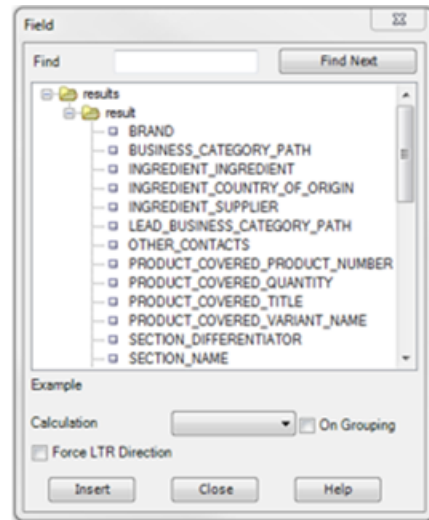 Field
Find
Find Next
results
result
BRAND
BUSINESS_CATEGORY_PATH
INGREDIENT_INGREDIENT
INGREDIENT_COUNTRY_OF_ORIGIN
INGREDIENT_SUPPLIER
LEAD_BUSINESS_CATEGORY_PATH
OTHER_CONTACTS
PRODUCT_COVERED_PRODUCT_NUMBER
PRODUCT_COVERED_QUANTITY
PRODUCT_COVERED_TITLE
PRODUCT_COVERED_VARIANT_NAME
SECTION_DIFFERENTIATOR
SECTION_NAME
Example
Calculation
On Grouping
Force LTR Direction
Insert Close Help